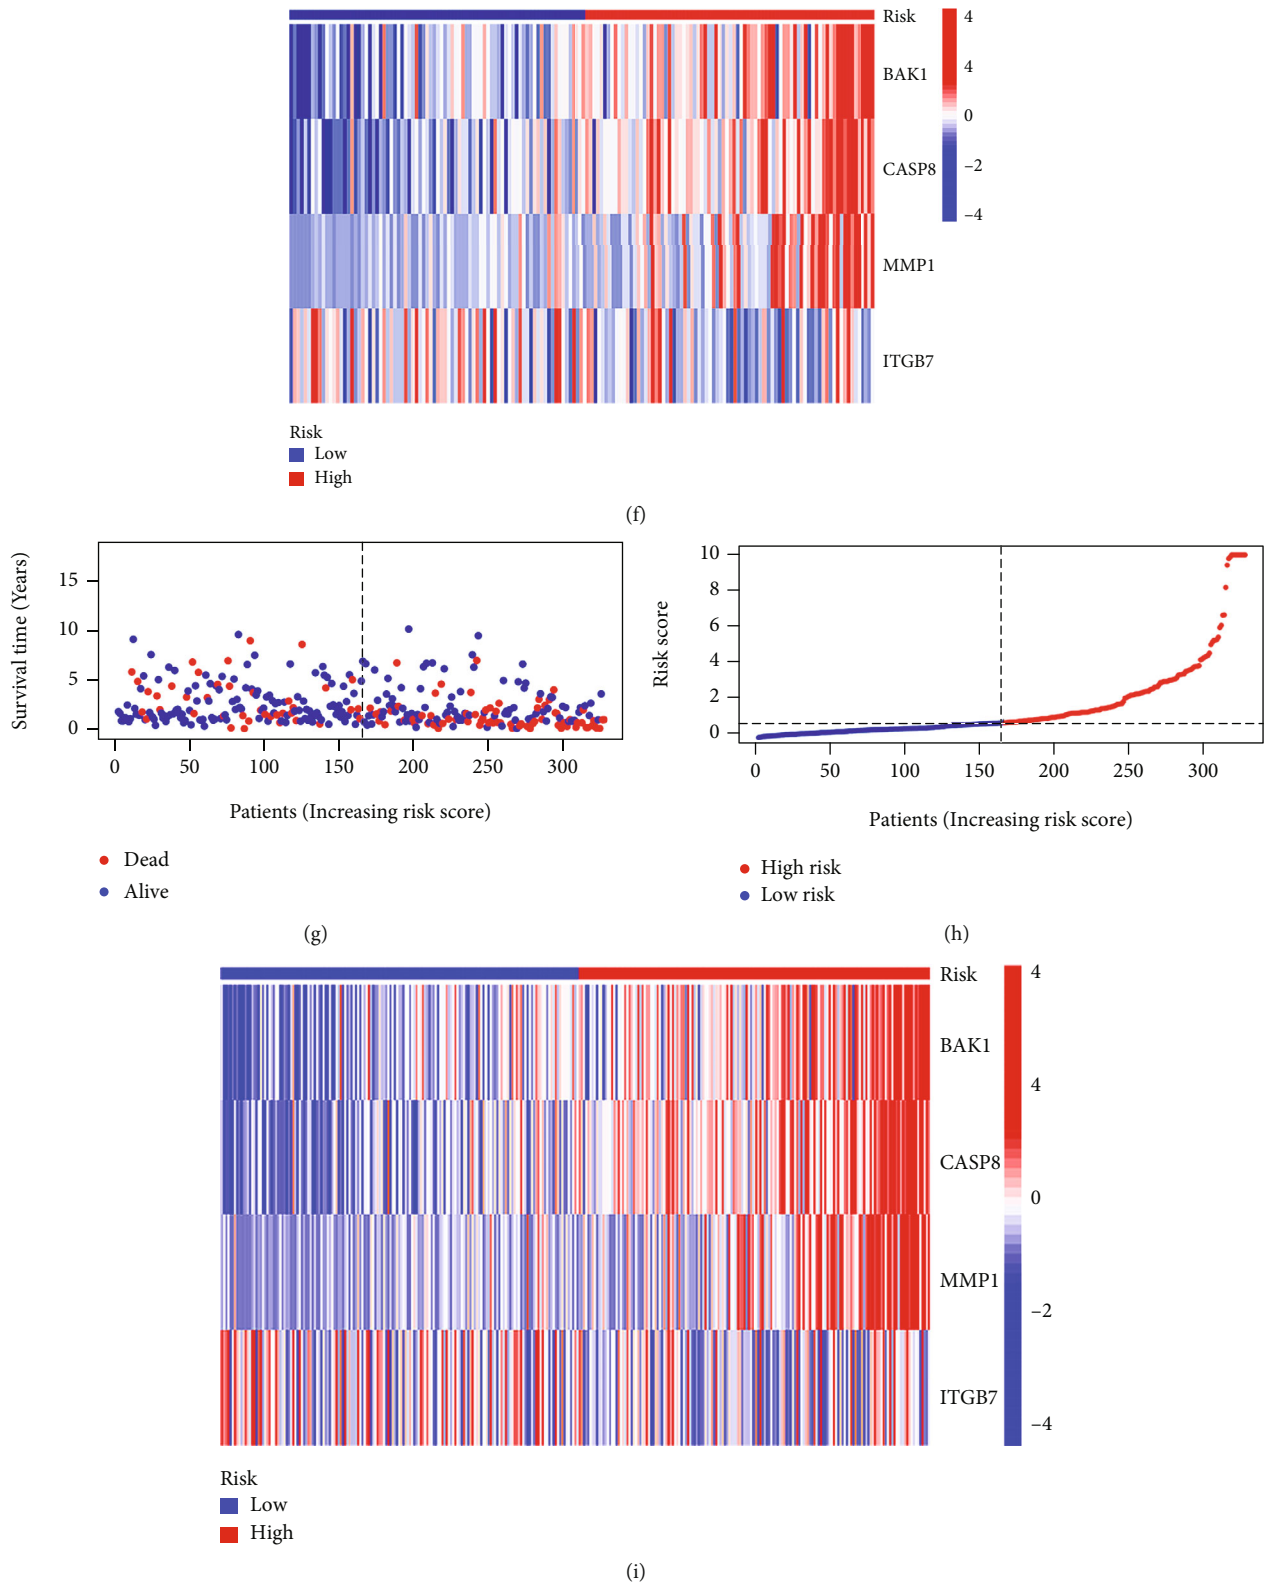 Risk
BAK1
CASP8
MMP1
ITGB7
4
4
0
−2
−4
Risk
Low
High
(f)
Survival time (Years)
15
10
5
0
0 50 100 150 200 250 300
Patients (Increasing risk score)
Dead
Alive
(g)
Risk score
10
8
6
4
2
0
0 50 100 150 200 250 300
Patients (Increasing risk score)
High risk
Low risk
(h)
Risk
BAK1
CASP8
MMP1
ITGB7
4
4
0
−2
−4
Risk
Low
High
(i)